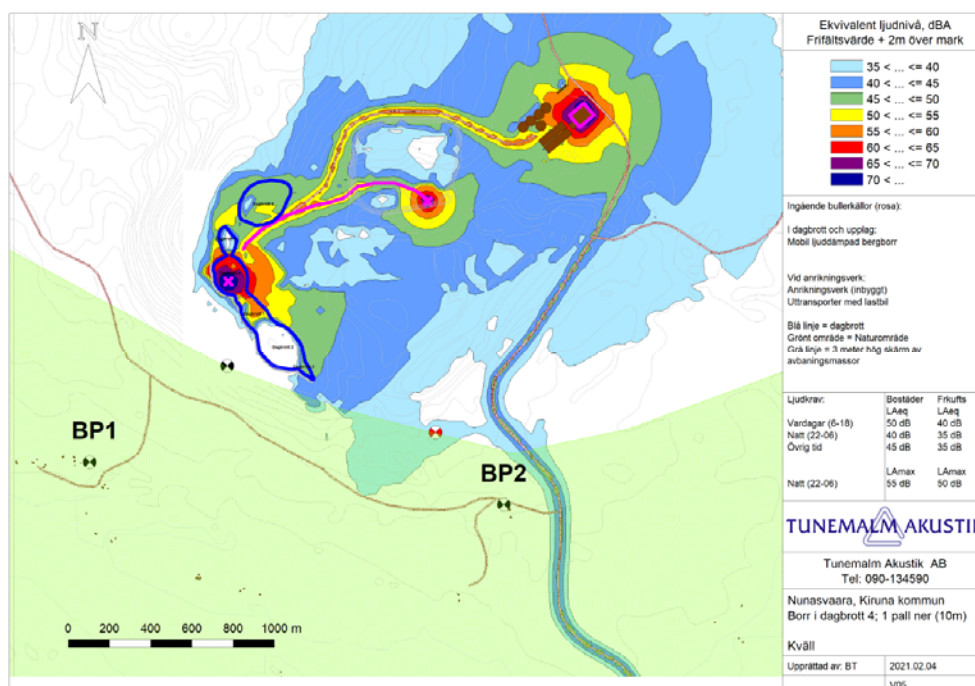 N
BP1
BP2
Dagbrott 2
0 200 400 600 800 1000 m
Ekvivalent ljudnivå, dBA
Frifältsvärde + 2m över mark
35 < ... <= 40
40 < ... <= 45
45 < ... <= 50
50 < ... <= 55
55 < ... <= 60
60 < ... <= 65
65 < ... <= 70
70 < ...
Ingående bullerkällor (rosa):
I dagbrott och upplag:
Mobil ljuddämpad bergborr
Vid anrikningsverk:
Anrikningsverk (inbyggt)
Uttransporter med lastbil
Blå linje = dagbrott
Grönt område = Naturområde
Grå linje = 3 meter hög skärm av
avbaningsmassor
Ljudkrav: Bostäder Frkufts
LAeq LAeq
Vardagar (6-18) 50 dB 40 dB
Natt (22-06) 40 dB 35 dB
Övrig tid 45 dB 35 dB
LAmax LAmax
Natt (22-06) 55 dB 50 dB
TUNEMALM AKUSTIK
Tunemalm Akustik AB
Tel: 090-134590
Nunasvaara, Kiruna kommun
Borr i dagbrott 4; 1 pall ner (10m)
Kväll
Upprättad av: BT 2021.02.04